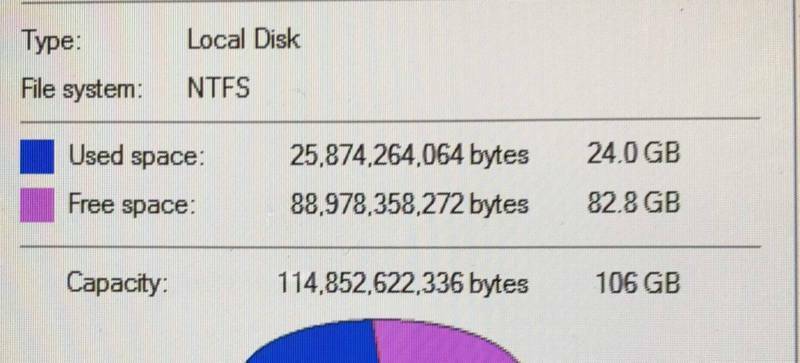 Type: Local Disk
File system: NTFS
Used space: 25,874,264,064 bytes 24.0 GB
Free space: 88,978,358,272 bytes 82.8 GB
Capacity: 114,852,622,336 bytes 106 GB